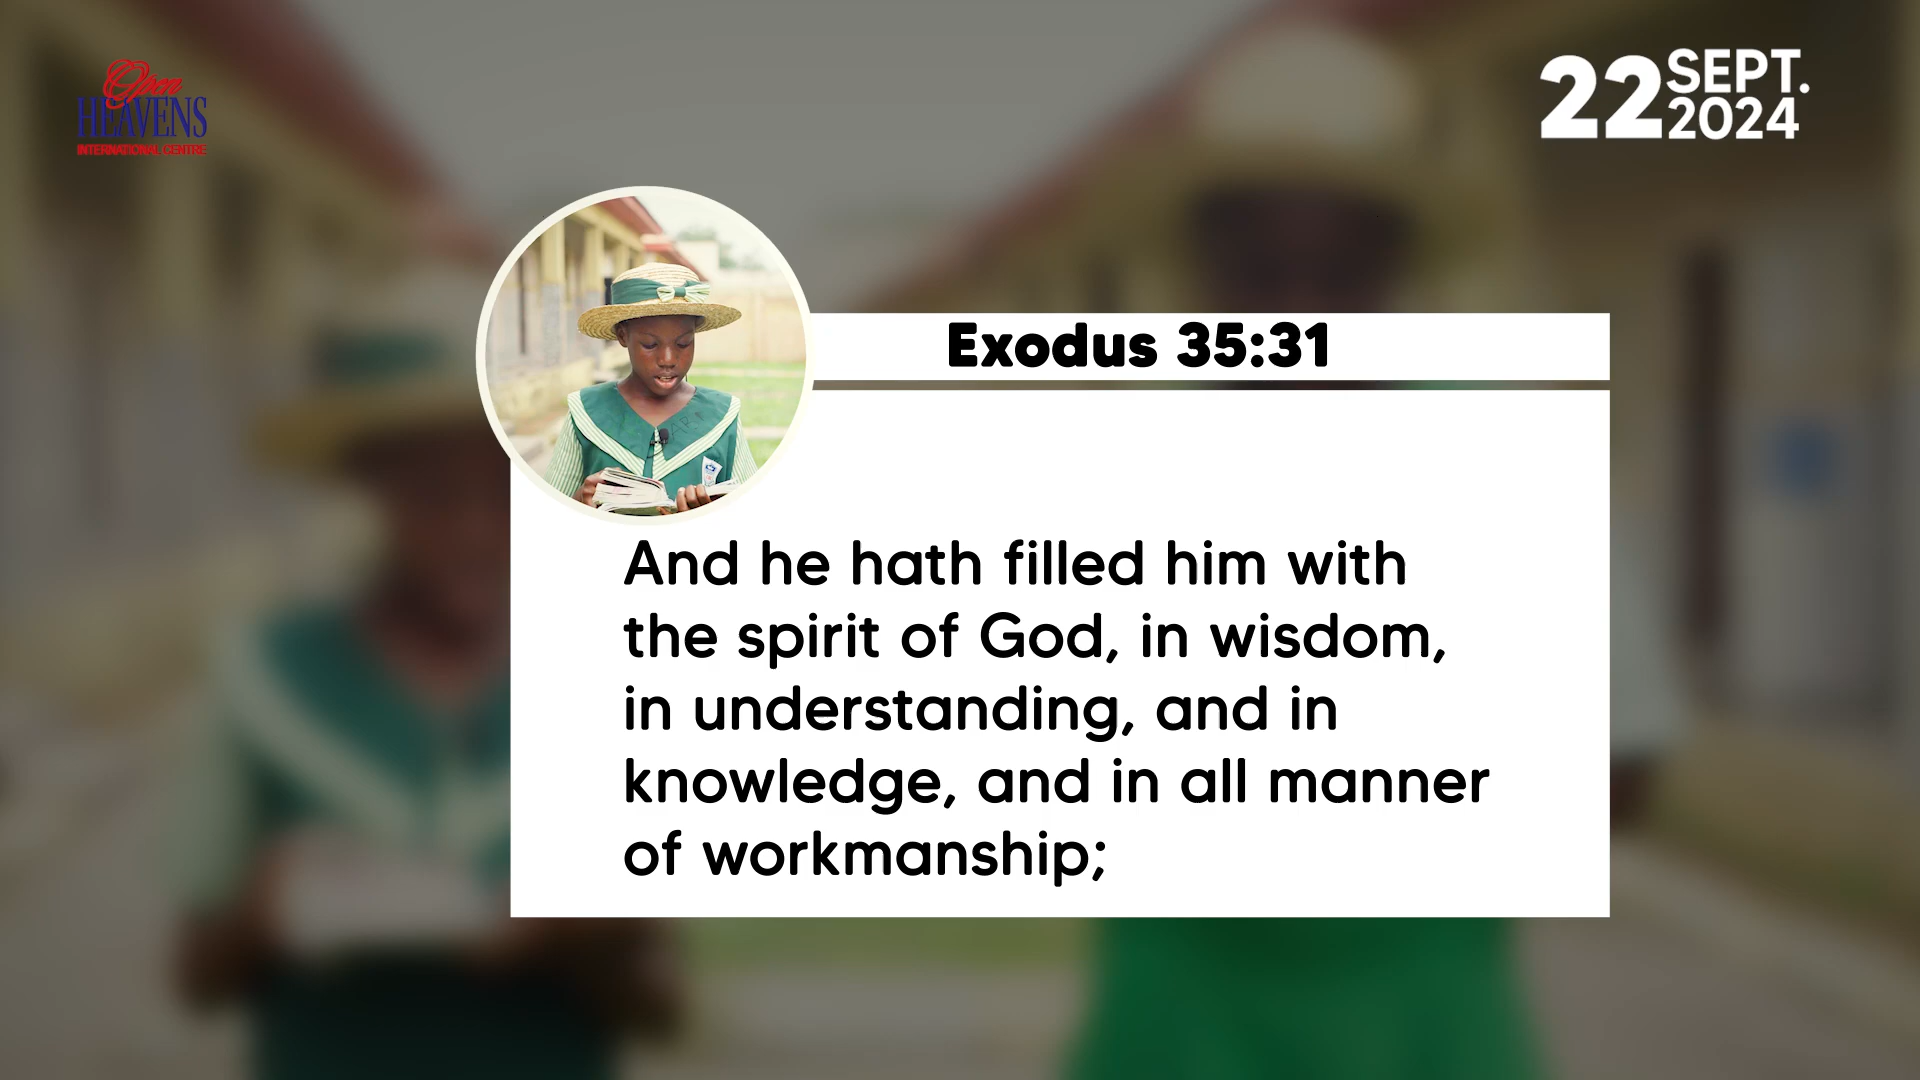 Open
HEAVENS
INTERNATIONAL CENTRE
22 SEPT.
2024
Exodus 35:31
And he hath filled him with
the spirit of God, in wisdom,
in understanding, and in
knowledge, and in all manner
of workmanship;